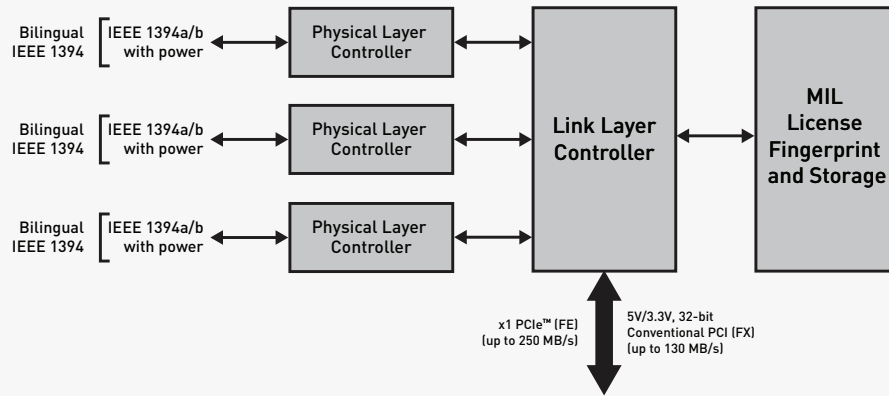 Bilingual
IEEE 1394
IEEE 1394a/b
with power
Physical Layer
Controller
Bilingual
IEEE 1394
IEEE 1394a/b
with power
Physical Layer
Controller
Bilingual
IEEE 1394
IEEE 1394a/b
with power
Physical Layer
Controller
Link Layer
Controller
MIL
License
Fingerprint
and Storage
x1 PCIe™ (FE)
(up to 250 MB/s)
5V/3.3V, 32-bit
Conventional PCI (FX)
(up to 130 MB/s)